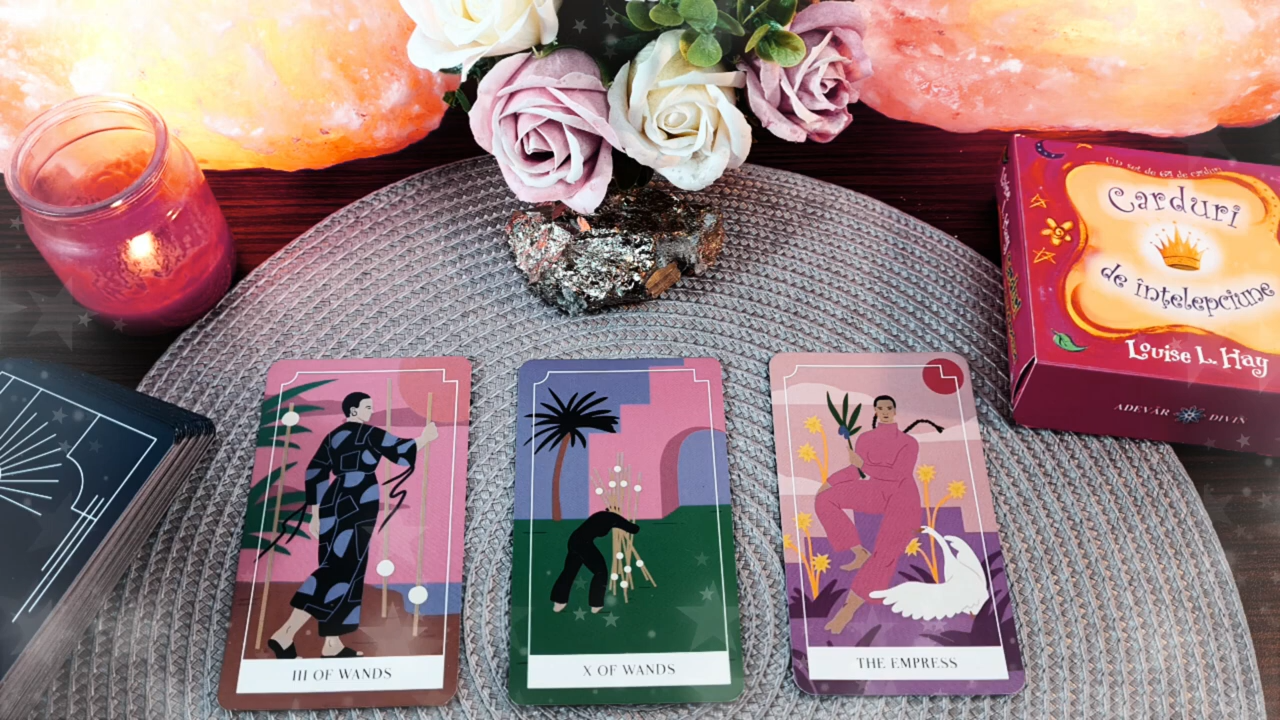 Un set de 64 de carduri
Carduri
de înțelepciune
Louise L. Hay
ADEVĂR DIVIN
III OF WANDS
X OF WANDS
THE EMPRESS